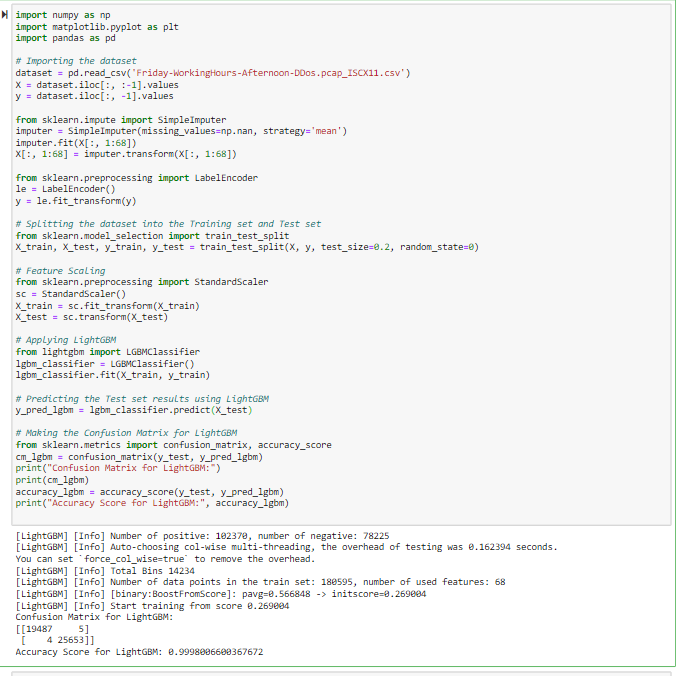 import numpy as np
import matplotlib.pyplot as plt
import pandas as pd
# Importing the dataset
dataset = pd.read_csv('Friday-WorkingHours-Afternoon-DDos.pcap_ISCX11.csv')
X = dataset.iloc[:, :-1].values
y = dataset.iloc[:, -1].values
from sklearn.impute import SimpleImputer
imputer = SimpleImputer(missing_values=np.nan, strategy='mean')
imputer.fit(X[:, 1:68])
X[:, 1:68] = imputer.transform(X[:, 1:68])
from sklearn.preprocessing import LabelEncoder
le = LabelEncoder()
y = le.fit_transform(y)
# Splitting the dataset into the Training set and Test set
from sklearn.model_selection import train_test_split
X_train, X_test, y_train, y_test = train_test_split(X, y, test_size=0.2, random_state=0)
# Feature Scaling
from sklearn.preprocessing import StandardScaler
sc = StandardScaler()
X_train = sc.fit_transform(X_train)
X_test = sc.transform(X_test)
# Applying LightGBM
from lightgbm import LGBMClassifier
lgbm_classifier = LGBMClassifier()
lgbm_classifier.fit(X_train, y_train)
# Predicting the Test set results using LightGBM
y_pred_lgbm = lgbm_classifier.predict(X_test)
# Making the Confusion Matrix for LightGBM
from sklearn.metrics import confusion_matrix, accuracy_score
cm_lgbm = confusion_matrix(y_test, y_pred_lgbm)
print("Confusion Matrix for LightGBM:")
print(cm_lgbm)
accuracy_lgbm = accuracy_score(y_test, y_pred_lgbm)
print("Accuracy Score for LightGBM:", accuracy_lgbm)
[LightGBM] [Info] Number of positive: 102370, number of negative: 78225
[LightGBM] [Info] Auto-choosing col-wise multi-threading, the overhead of testing was 0.162394 seconds.
You can set `force_col_wise=true` to remove the overhead.
[LightGBM] [Info] Total Bins 14234
[LightGBM] [Info] Number of data points in the train set: 180595, number of used features: 68
[LightGBM] [Info] [binary:BoostFromScore]: pavg=0.566848 -> initscore=0.269004
[LightGBM] [Info] Start training from score 0.269004
Confusion Matrix for LightGBM:
[[19487     5]
 [    4 25653]]
Accuracy Score for LightGBM: 0.9998006600367672